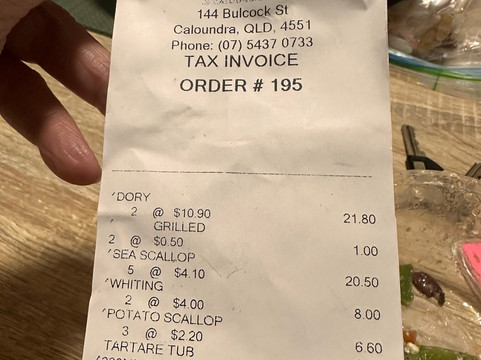 144 Bulcock St
Caloundra, QLD, 4551
Phone: (07) 5437 0733
TAX INVOICE
ORDER # 195
'DORY
2 @ $10.90 21.80
' GRILLED
2 @ $0.50 1.00
'SEA SCALLOP
5 @ $4.10 20.50
'WHITING
2 @ $4.00 8.00
'POTATO SCALLOP
3 @ $2.20 6.60
TARTARE TUB